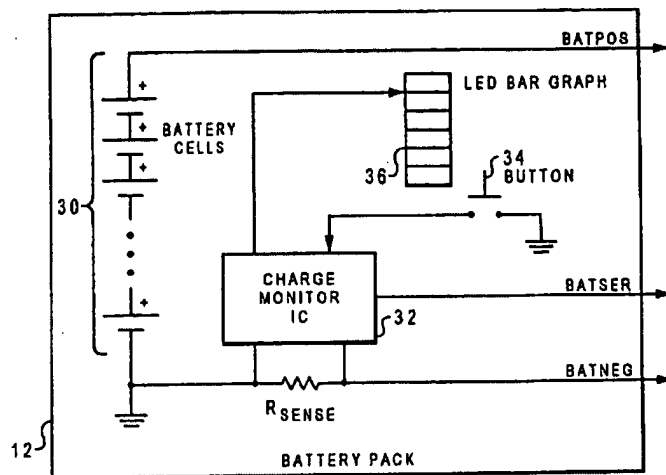 BATPOS
+
LED BAR GRAPH
+
BATTERY
CELLS
+
36
34
BUTTON
30
CHARGE
MONITOR
IC
BATSER
+
32
BATNEG
RSENSE
12
BATTERY PACK